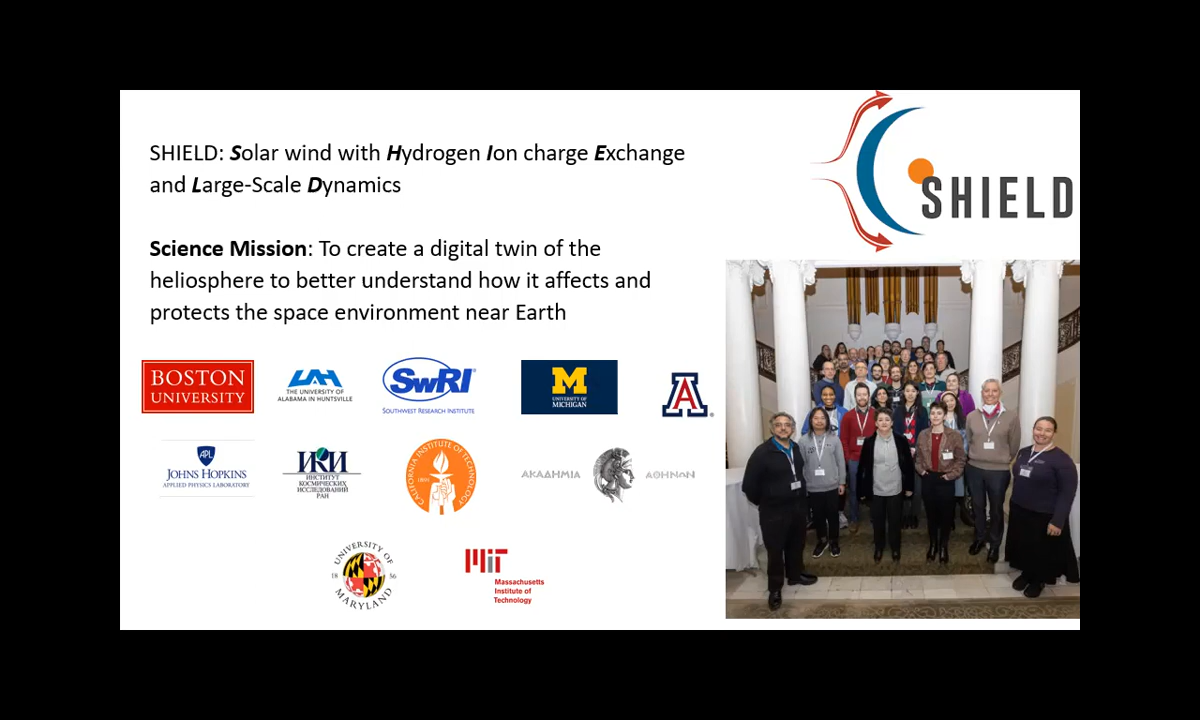 SHIELD: Solar wind with Hydrogen Ion charge Exchange
and Large-Scale Dynamics
Science Mission: To create a digital twin of the
heliosphere to better understand how it affects and
protects the space environment near Earth
SHIELD
BOSTON
UNIVERSITY
UAH
THE UNIVERSITY OF
ALABAMA IN HUNTSVILLE
SwRI
SOUTHWEST RESEARCH INSTITUTE
M
UNIVERSITY OF
MICHIGAN
A
APL
JOHNS HOPKINS
APPLIED PHYSICS LABORATORY
ИКИ
ИНСТИТУТ
КОСМИЧЕСКИХ
ИССЛЕДОВАНИЙ
РАН
CALIFORNIA INSTITUTE OF TECHNOLOGY
1891
ΑΚΑΔΗΜΙΑ ΑΘΗΝΩΝ
UNIVERSITY OF
18 56
MARYLAND
MIT
Massachusetts
Institute of
Technology